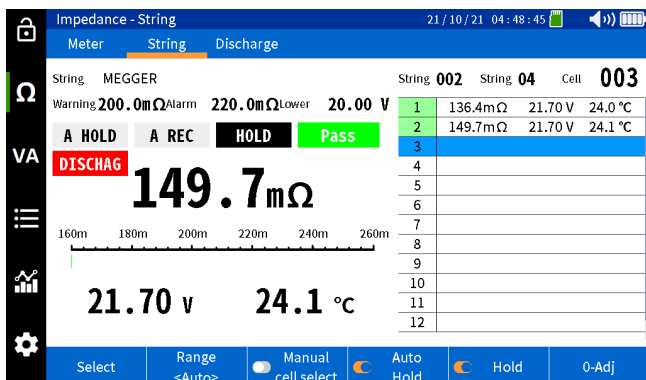 Impedance - String
21/10/21 04:48:45
Meter String Discharge
String MEGGER
String 002 String 04 Cell 003
Warning 200.0mΩ Alarm 220.0mΩ Lower 20.00 V
A HOLD A REC HOLD Pass
DISCHAG
149.7mΩ
160m 180m 200m 220m 240m 260m
21.70 V 24.1 °C
1 136.4mΩ 21.70 V 24.0 °C
2 149.7mΩ 21.70 V 24.1 °C
3
4
5
6
7
8
9
10
11
12
Ω
VA
Select
Range
<Auto>
Manual
cell select
Auto
Hold
Hold
0-Adj